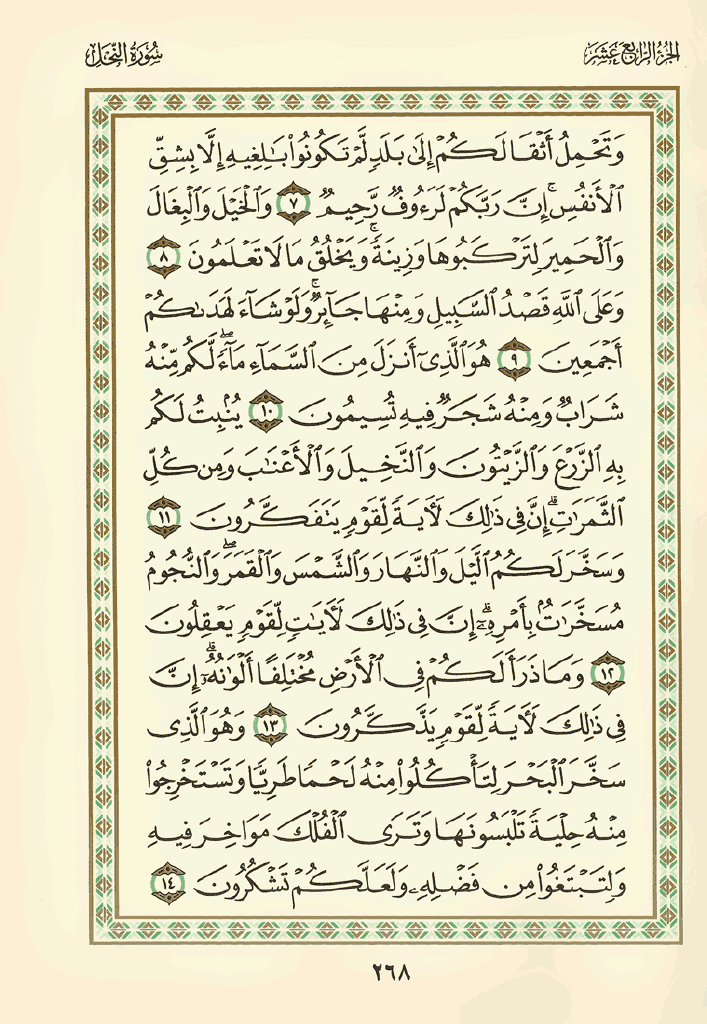 الجزء الرابع عشر
سورة النحل
وَتَحْمِلُ أَثْقَالَكُمْ إِلَىٰ بَلَدٍ لَّمْ تَكُونُوا۟ بَٰلِغِيهِ إِلَّا بِشِقِّ
ٱلْأَنفُسِ ۚ إِنَّ رَبَّكُمْ لَرَءُوفٌ رَّحِيمٌ ٧ وَٱلْخَيْلَ وَٱلْبِغَالَ
وَٱلْحَمِيرَ لِتَرْكَبُوهَا وَزِينَةً ۚ وَيَخْلُقُ مَا لَا تَعْلَمُونَ ٨
وَعَلَى ٱللَّهِ قَصْدُ ٱلسَّبِيلِ وَمِنْهَا جَآئِرٌ ۚ وَلَوْ شَآءَ لَهَدَىٰكُمْ
أَجْمَعِينَ ٩ هُوَ ٱلَّذِىٓ أَنزَلَ مِنَ ٱلسَّمَآءِ مَآءً ۖ لَّكُم مِّنْهُ
شَرَابٌ وَمِنْهُ شَجَرٌ فِيهِ تُسِيمُونَ ١٠ يُنۢبِتُ لَكُم
بِهِ ٱلزَّرْعَ وَٱلزَّيْتُونَ وَٱلنَّخِيلَ وَٱلْأَعْنَٰبَ وَمِن كُلِّ
ٱلثَّمَرَٰتِ ۗ إِنَّ فِى ذَٰلِكَ لَءَايَةً لِّقَوْمٍ يَتَفَكَّرُونَ ١١
وَسَخَّرَ لَكُمُ ٱلَّيْلَ وَٱلنَّهَارَ وَٱلشَّمْسَ وَٱلْقَمَرَ ۖ وَٱلنُّجُومُ
مُسَخَّرَٰتٌۢ بِأَمْرِهِۦٓ ۗ إِنَّ فِى ذَٰلِكَ لَءَايَٰتٍ لِّقَوْمٍ يَعْقِلُونَ
١٢ وَمَا ذَرَأَ لَكُمْ فِى ٱلْأَرْضِ مُخْتَلِفًا أَلْوَٰنُهُۥٓ ۗ إِنَّ
فِى ذَٰلِكَ لَءَايَةً لِّقَوْمٍ يَذَّكَّرُونَ ١٣ وَهُوَ ٱلَّذِى
سَخَّرَ ٱلْبَحْرَ لِتَأْكُلُوا۟ مِنْهُ لَحْمًا طَرِيًّا وَتَسْتَخْرِجُوا۟
مِنْهُ حِلْيَةً تَلْبَسُونَهَا وَتَرَى ٱلْفُلْكَ مَوَاخِرَ فِيهِ
وَلِتَبْتَغُوا۟ مِن فَضْلِهِۦ وَلَعَلَّكُمْ تَشْكُرُونَ ١٤
٢٦٨